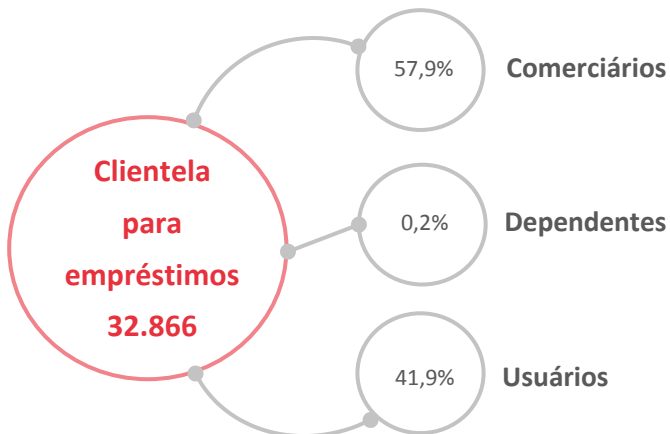 Clientela
para
empréstimos
32.866
57,9% Comerciários
0,2% Dependentes
41,9% Usuários